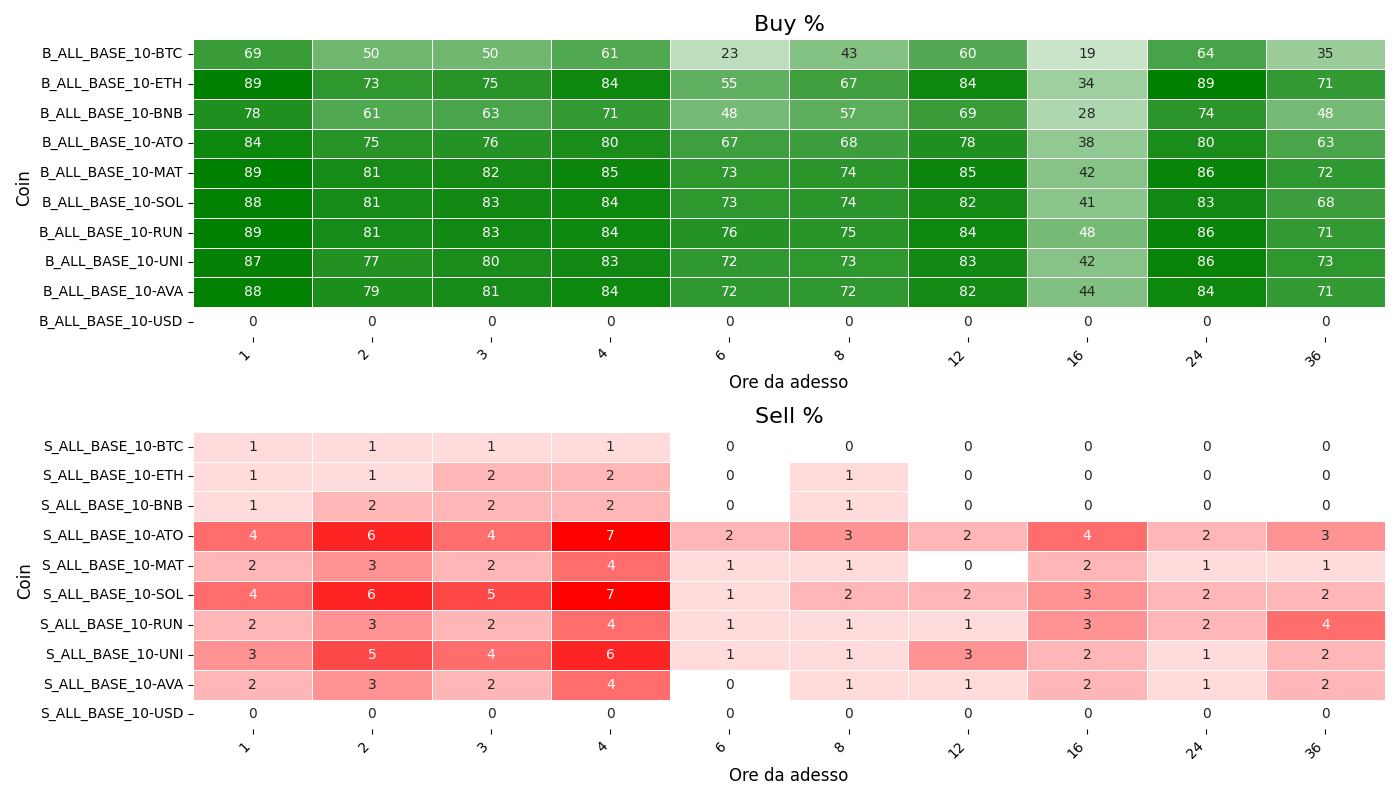 Buy %
Coin
B_ALL_BASE_10-BTC 69 50 50 61 23 43 60 19 64 35
B_ALL_BASE_10-ETH 89 73 75 84 55 67 84 34 89 71
B_ALL_BASE_10-BNB 78 61 63 71 48 57 69 28 74 48
B_ALL_BASE_10-ATO 84 75 76 80 67 68 78 38 80 63
B_ALL_BASE_10-MAT 89 81 82 85 73 74 85 42 86 72
B_ALL_BASE_10-SOL 88 81 83 84 73 74 82 41 83 68
B_ALL_BASE_10-RUN 89 81 83 84 76 75 84 48 86 71
B_ALL_BASE_10-UNI 87 77 80 83 72 73 83 42 86 73
B_ALL_BASE_10-AVA 88 79 81 84 72 72 82 44 84 71
B_ALL_BASE_10-USD 0 0 0 0 0 0 0 0 0 0
1 2 3 4 6 8 12 16 24 36
Ore da adesso
Sell %
Coin
S_ALL_BASE_10-BTC 1 1 1 1 0 0 0 0 0 0
S_ALL_BASE_10-ETH 1 1 2 2 0 1 0 0 0 0
S_ALL_BASE_10-BNB 1 2 2 2 0 1 0 0 0 0
S_ALL_BASE_10-ATO 4 6 4 7 2 3 2 4 2 3
S_ALL_BASE_10-MAT 2 3 2 4 1 1 0 2 1 1
S_ALL_BASE_10-SOL 4 6 5 7 1 2 2 3 2 2
S_ALL_BASE_10-RUN 2 3 2 4 1 1 1 3 2 4
S_ALL_BASE_10-UNI 3 5 4 6 1 1 3 2 1 2
S_ALL_BASE_10-AVA 2 3 2 4 0 1 1 2 1 2
S_ALL_BASE_10-USD 0 0 0 0 0 0 0 0 0 0
1 2 3 4 6 8 12 16 24 36
Ore da adesso